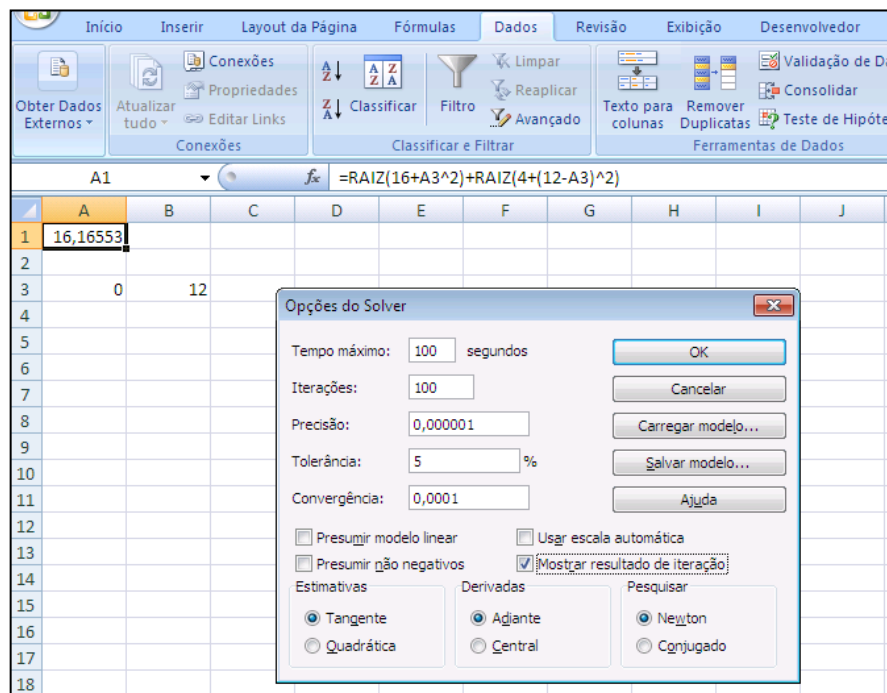 Início Inserir Layout da Página Fórmulas Dados Revisão Exibição Desenvolvedor
Obter Dados Externos
Atualizar tudo
Conexões
Propriedades
Editar Links
Conexões
Classificar
Filtro
Limpar
Reaplicar
Avançado
Classificar e Filtrar
Texto para colunas
Remover Duplicatas
Validação de D
Consolidar
Teste de Hipóte
Ferramentas de Dados
A1 fx =RAIZ(16+A3^2)+RAIZ(4+(12-A3)^2)
A B C D E F G H I J
1 16,16553
2
3 0 12
4
5
6
7
8
9
10
11
12
13
14
15
16
17
18
Opções do Solver
Tempo máximo: 100 segundos
Iterações: 100
Precisão: 0,000001
Tolerância: 5 %
Convergência: 0,0001
OK
Cancelar
Carregar modelo...
Salvar modelo...
Ajuda
Presumir modelo linear
Usar escala automática
Presumir não negativos
Mostrar resultado de iteração
Estimativas
Tangente
Quadrática
Derivadas
Adiante
Central
Pesquisar
Newton
Conjugado